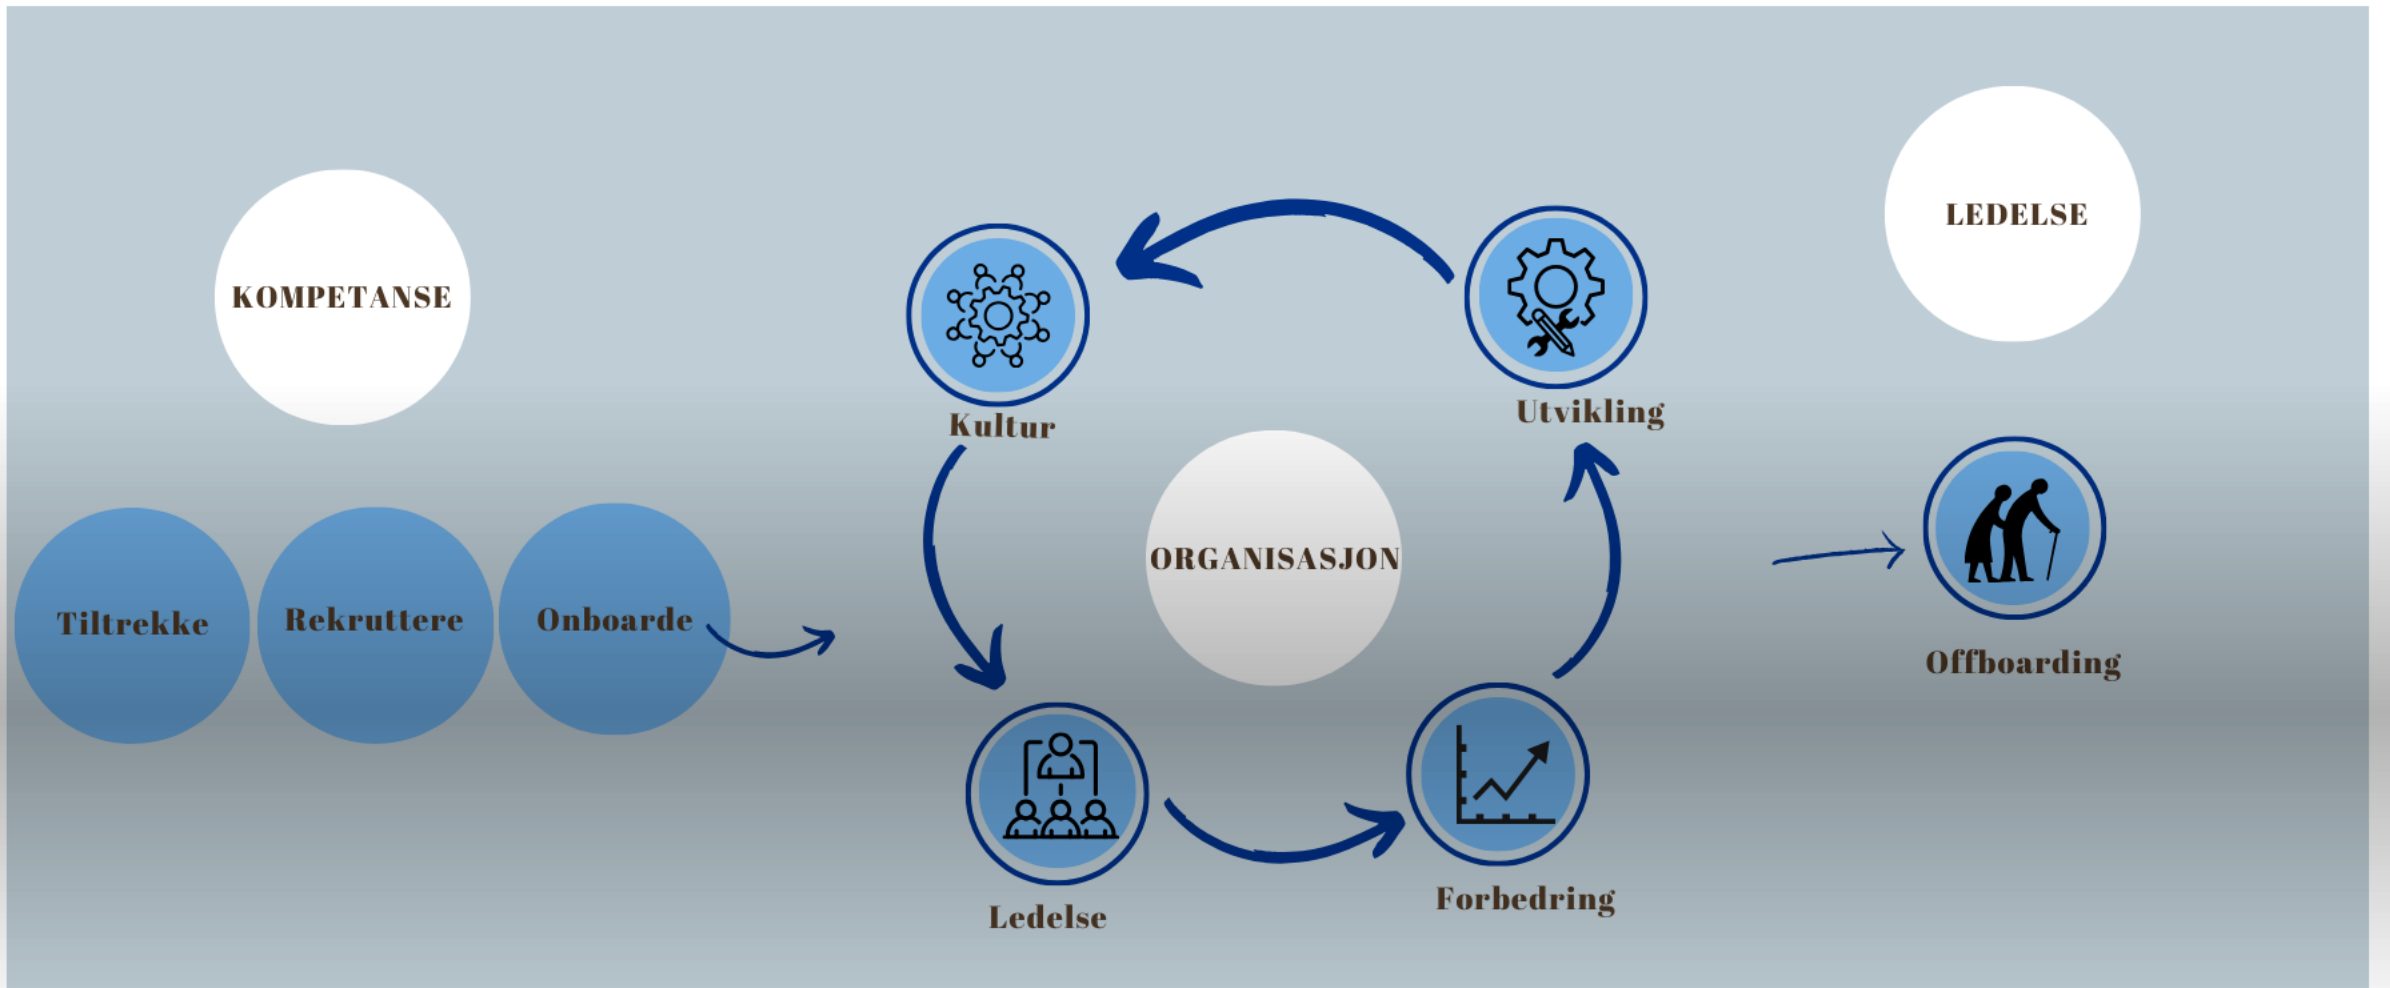 KOMPETANSE
Tiltrekke
Rekruttere
Onboarde
Kultur
Utvikling
ORGANISASJON
Ledelse
Forbedring
LEDELSE
Offboarding